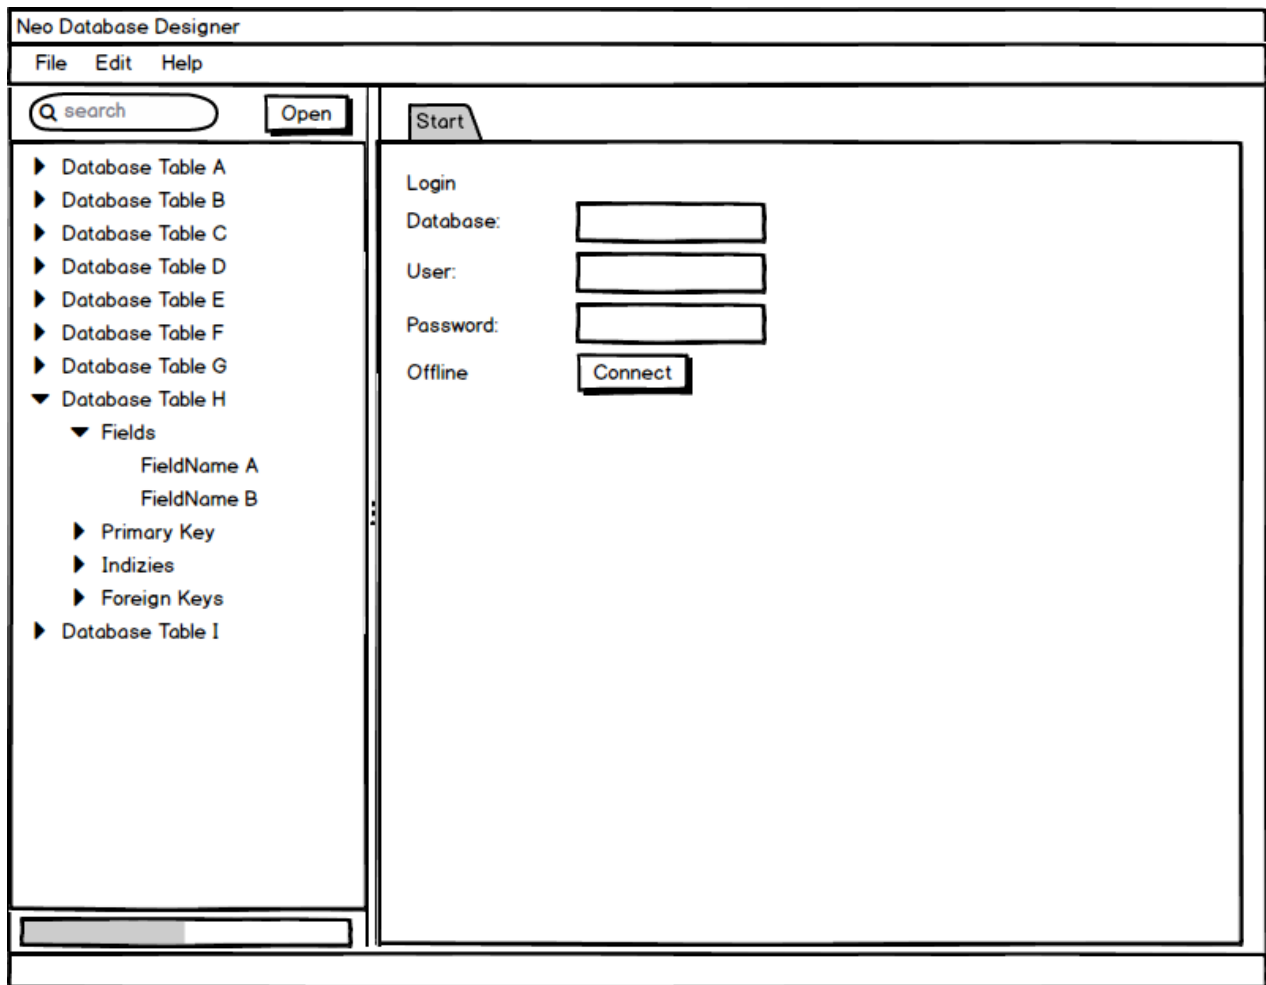 Neo Database Designer
File Edit Help
search Open
Database Table A
Database Table B
Database Table C
Database Table D
Database Table E
Database Table F
Database Table G
Database Table H
Fields
FieldName A
FieldName B
Primary Key
Indizies
Foreign Keys
Database Table I
Start
Login
Database:
User:
Password:
Offline Connect